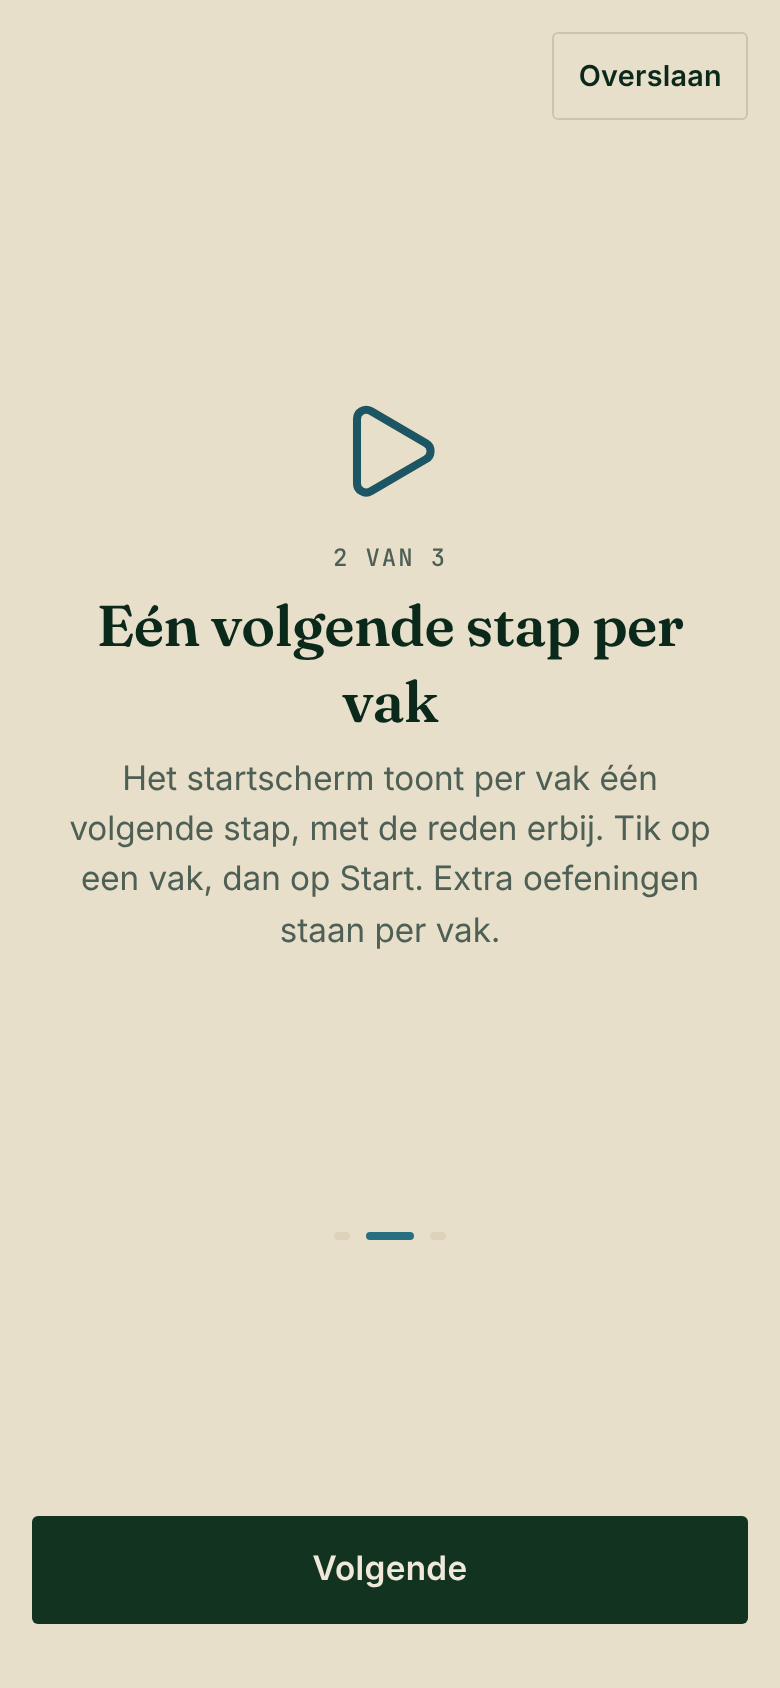 Overslaan
2 VAN 3
Eén volgende stap per
vak
Het startscherm toont per vak één
volgende stap, met de reden erbij. Tik op
een vak, dan op Start. Extra oefeningen
staan per vak.
Volgende